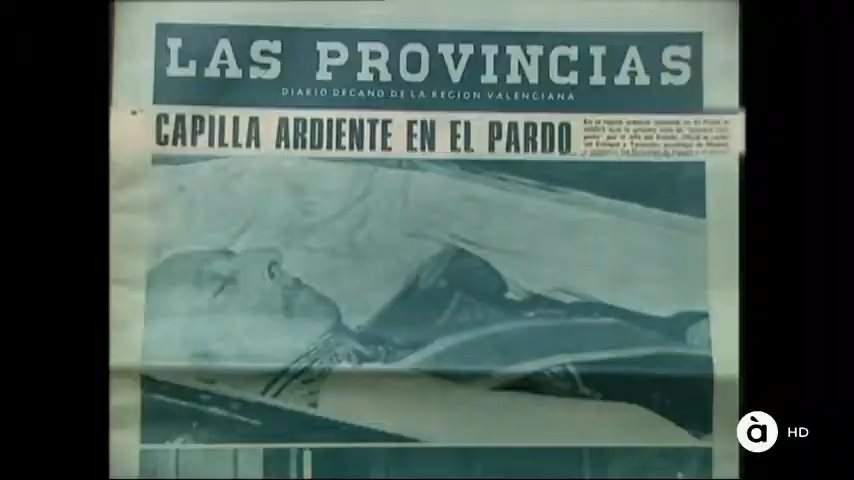 LAS PROVINCIAS
DIARIO DECANO DE LA REGION VALENCIANA
CAPILLA ARDIENTE EN EL PARDO
à HD